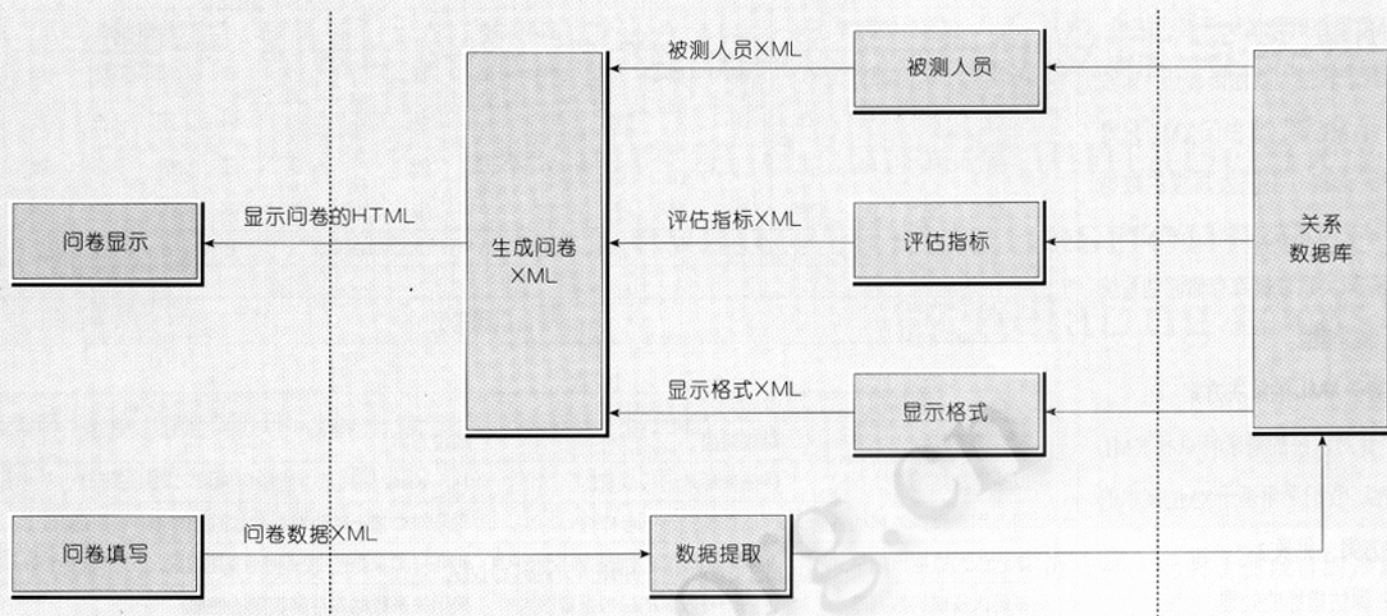 被测人员XML
被测人员
显示问卷的HTML
评估指标XML
问卷显示
生成问卷
XML
评估指标
关系
数据库
显示格式XML
显示格式
问卷数据XML
问卷填写
数据提取
org.cn